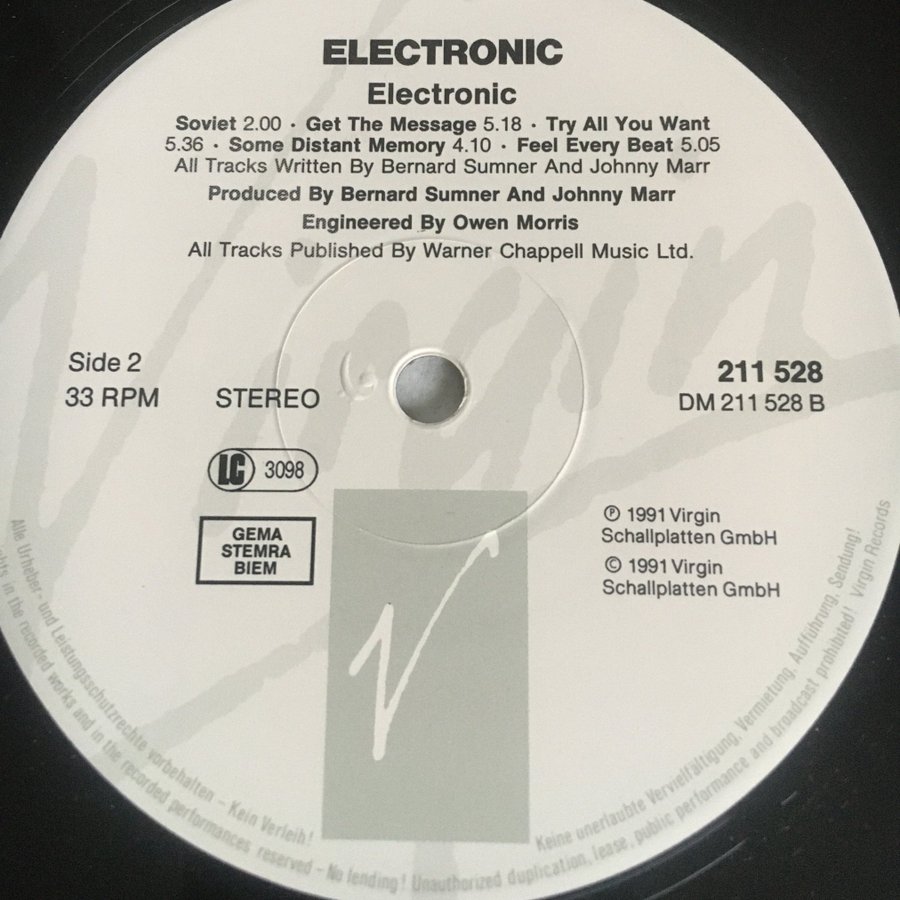 ELECTRONIC
Electronic
Soviet 2.00 · Get The Message 5.18 · Try All You Want
5.36 · Some Distant Memory 4.10 · Feel Every Beat 5.05
All Tracks Written By Bernard Sumner And Johnny Marr
Produced By Bernard Sumner And Johnny Marr
Engineered By Owen Morris
All Tracks Published By Warner Chappell Music Ltd.
Virgin
Side 2
33 RPM
STEREO
211 528
DM 211 528 B
LC 3098
GEMA
STEMRA
BIEM
℗ 1991 Virgin
Schallplatten GmbH
© 1991 Virgin
Schallplatten GmbH
V
Alle Urheber- und Leistungsschutzrechte vorbehalten – Kein Verleih!
Keine unerlaubte Vervielfältigung, Vermietung, Aufführung, Sendung!
rights in the recorded works and in the recorded performances reserved – No lending! Unauthorized duplication, lease, public performance and broadcast prohibited! Virgin Records